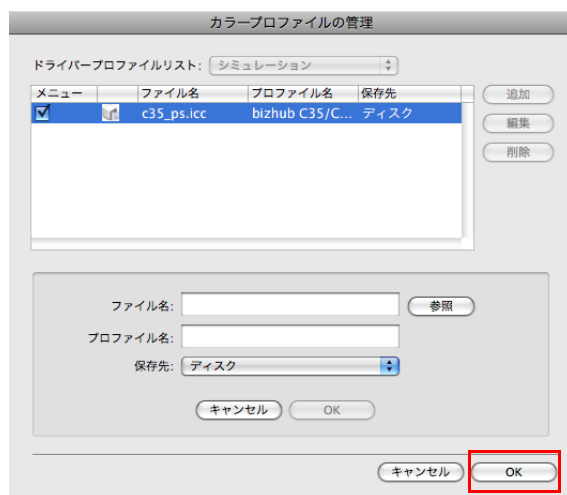 カラープロファイルの管理
ドライバープロファイルリスト: シミュレーション
メニュー ファイル名 プロファイル名 保存先 追加
c35_ps.icc bizhub C35/C... ディスク
編集
削除
ファイル名: 参照
プロファイル名:
保存先: ディスク
キャンセル OK
キャンセル OK